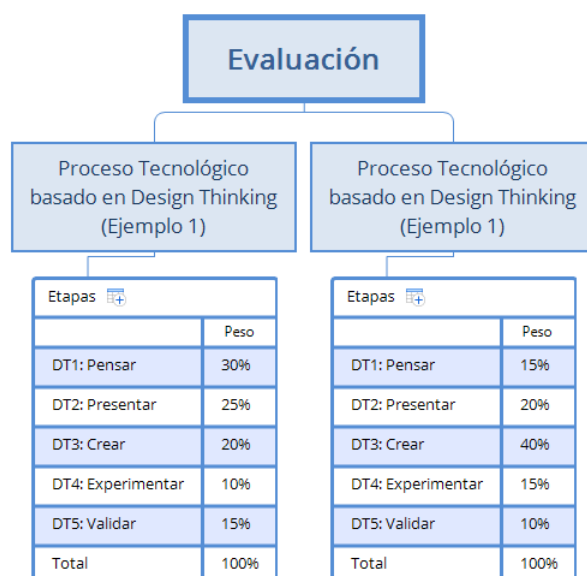 Evaluación
Proceso Tecnológico
basado en Design Thinking
(Ejemplo 1)
Etapas
Peso
DT1: Pensar 30%
DT2: Presentar 25%
DT3: Crear 20%
DT4: Experimentar 10%
DT5: Validar 15%
Total 100%
Proceso Tecnológico
basado en Design Thinking
(Ejemplo 1)
Etapas
Peso
DT1: Pensar 15%
DT2: Presentar 20%
DT3: Crear 40%
DT4: Experimentar 15%
DT5: Validar 10%
Total 100%